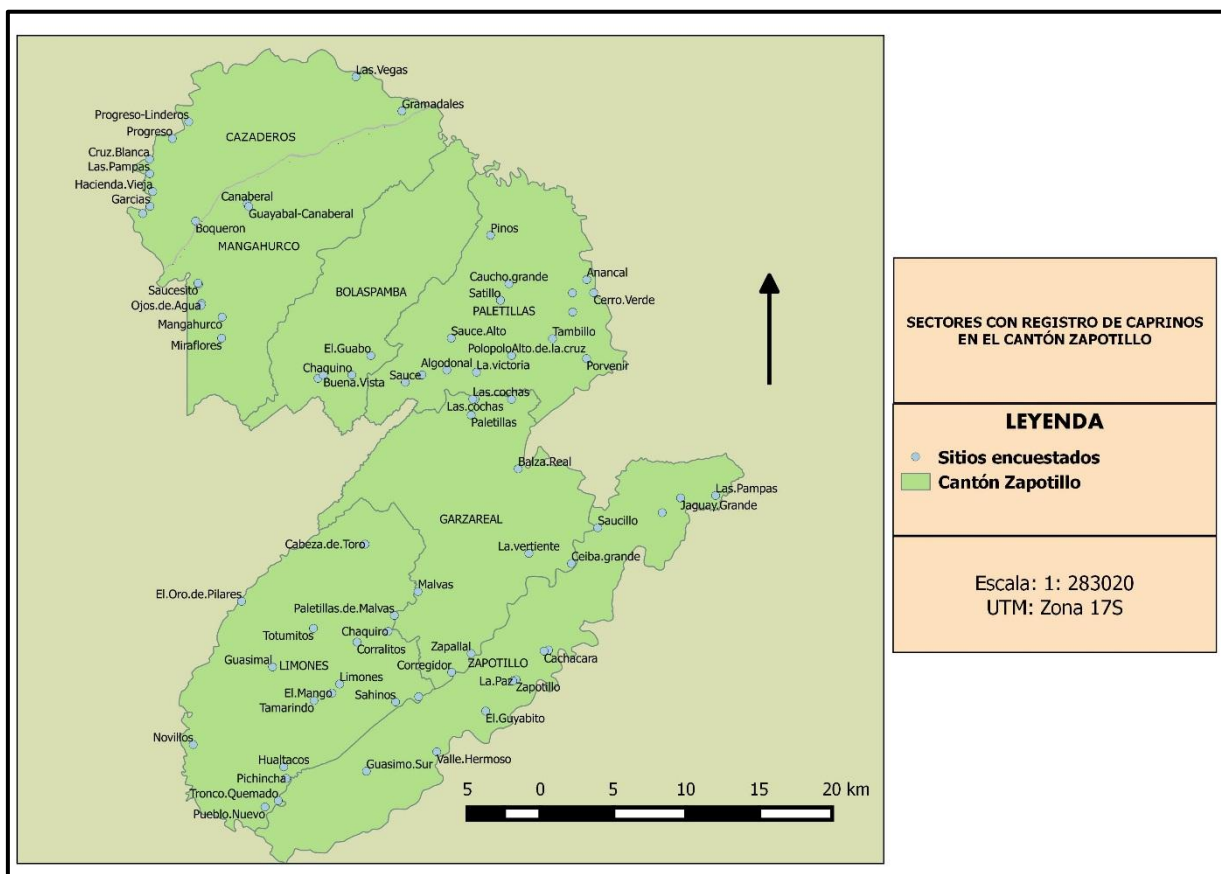 Las.Vegas
Gramadales
Progreso-Linderos
Progreso
CAZADEROS
Cruz.Blanca
Las.Pampas
Hacienda.Vieja
Garcias
Canaberal
Guayabal-Canaberal
Boqueron
MANGAHURCO
Pinos
Saucesito
Ojos.de.Agua
Mangahurco
Miraflores
BOLASPAMBA
Caucho.grande
Satillo
PALETILLAS
Anancal
Cerro.Verde
Sauce.Alto
Tambillo
El.Guabo
PolopoloAlto.de.la.cruz
Porvenir
Chaquino
Buena.Vista
Sauce
Algodonal
La.victoria
Las.cochas
Las.cochas
Paletillas
Balza.Real
Las.Pampas
Jaguay.Grande
GARZAREAL
Saucillo
Cabeza.de.Toro
La.vertiente
Ceiba.grande
Malvas
El.Oro.de.Pilares
Paletillas.de.Malvas
Totumitos
Chaquiro
Corralitos
Zapallal
Cachacara
Guasimal
LIMONES
Corregidor
ZAPOTILLO
Limones
La.Paz
Zapotillo
El.Mango
Sahinos
Tamarindo
El.Guyabito
Novillos
Valle.Hermoso
Hualtacos
Guasimo.Sur
Pichincha
Tronco.Quemado
Pueblo.Nuevo
5 0 5 10 15 20 km
SECTORES CON REGISTRO DE CAPRINOS
EN EL CANTÓN ZAPOTILLO
LEYENDA
Sitios encuestados
Cantón Zapotillo
Escala: 1: 283020
UTM: Zona 17S